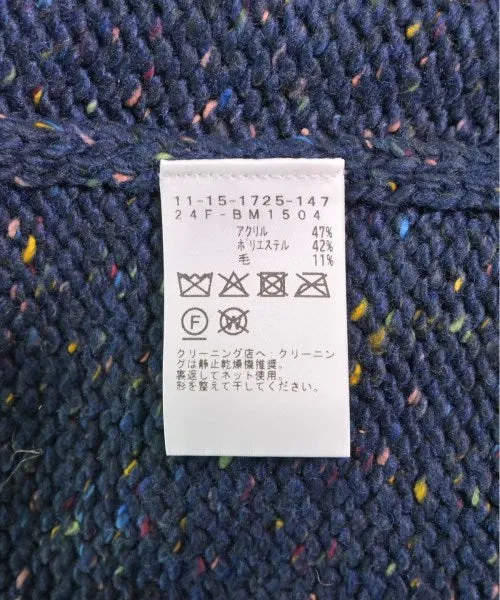 11-15-1725-147
24F-BM1504
アクリル 47%
ポリエステル 42%
毛 11%
F
W
クリーニング店へ・クリーニン
グは静止乾燥機推奨。
裏返してネット使用。
形を整えて干してください。